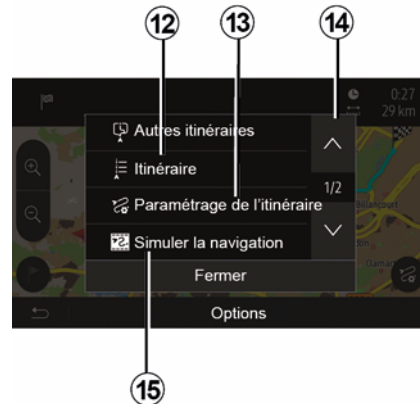 12 13 14
0:27
29 km
Autres itinéraires
Itinéraire
1/2
Paramétrage de l'itinéraire
Billancourt
Simuler la navigation
Fermer
Options
15